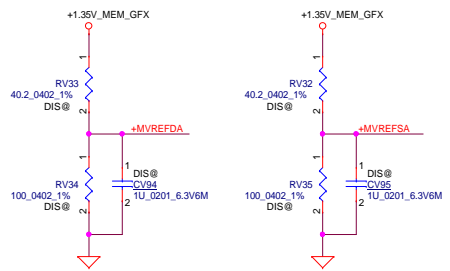 +1.35V_MEM_GFX
1
RV33
40.2_0402_1%
DIS@
2
+MVREFDA
1
RV34
100_0402_1%
DIS@
2
1
DIS@
CV94
1U_0201_6.3V6M
2
+1.35V_MEM_GFX
1
RV32
40.2_0402_1%
DIS@
2
+MVREFSA
1
RV35
100_0402_1%
DIS@
2
1
DIS@
CV95
1U_0201_6.3V6M
2